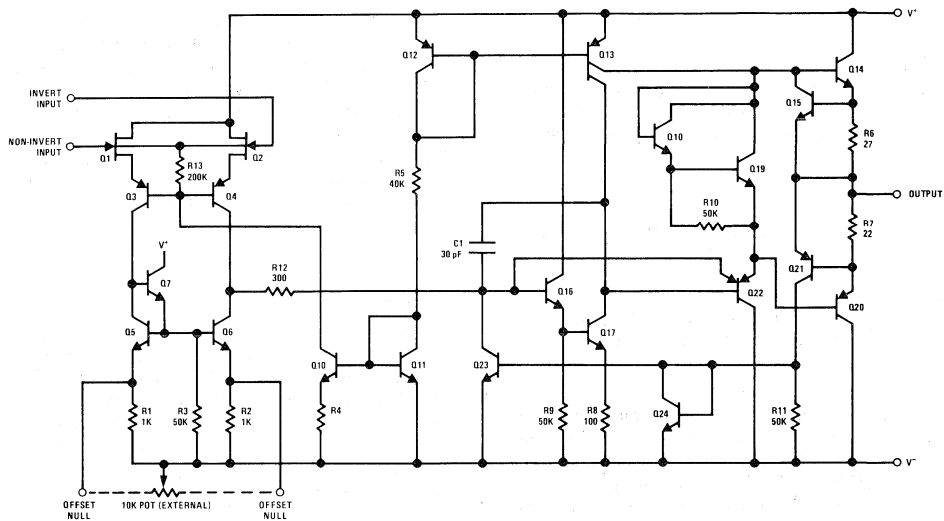 V+
Q12
Q13
Q14
INVERT
INPUT
Q15
NON-INVERT
INPUT
Q1
Q2
Q10
R6
27
R13
200K
R5
40K
Q19
Q3
Q4
OUTPUT
R10
50K
R7
22
C1
30 pF
V+
Q7
R12
300
Q21
Q16
Q22
Q20
Q5
Q6
Q17
Q10
Q11
Q23
R1
1K
R3
50K
R2
1K
R4
R9
50K
R8
100
Q24
R11
50K
V−
OFFSET
NULL
10K POT (EXTERNAL)
OFFSET
NULL